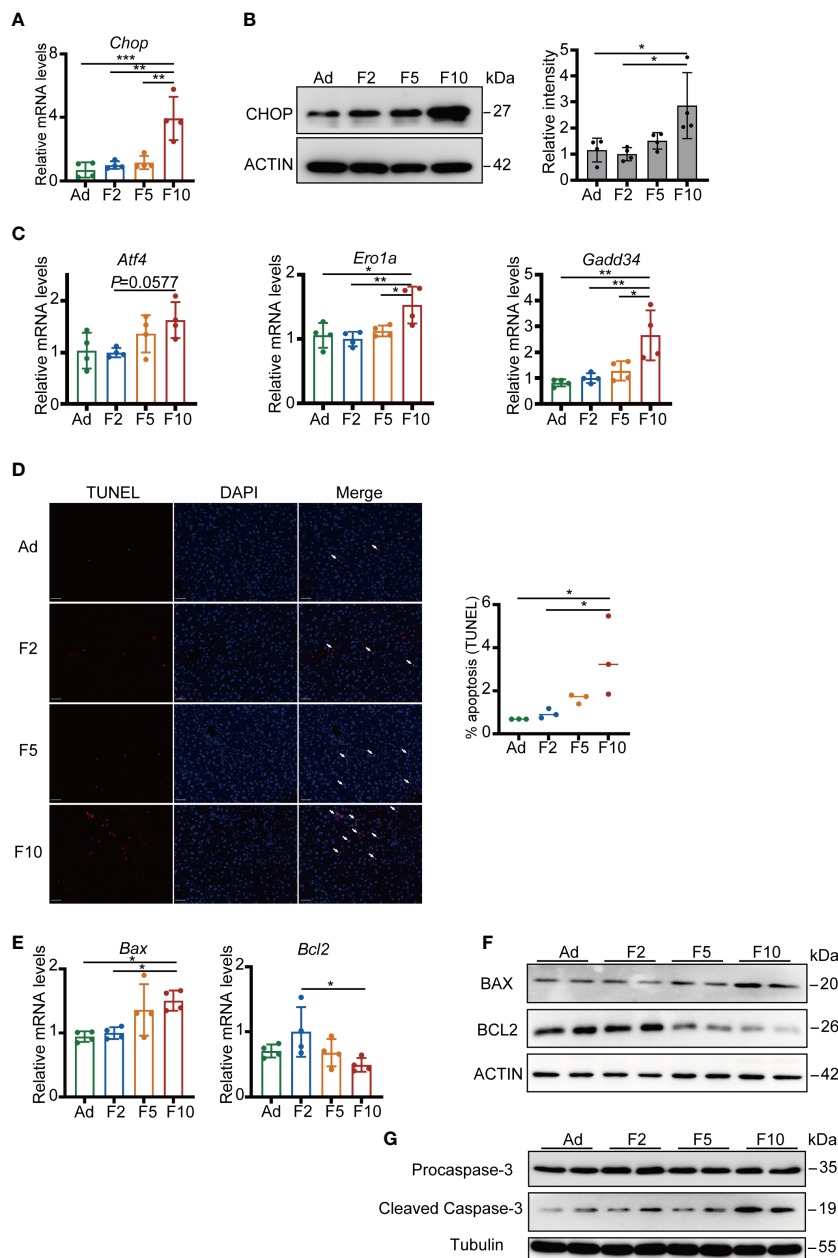 A
Chop
Relative mRNA levels
8
4
0
***
**
**
Ad F2 F5 F10
B
Ad F2 F5 F10 kDa
CHOP -27
ACTIN -42
Relative intensity
5
4
3
2
1
0
*
*
Ad F2 F5 F10
C
Atf4
Relative mRNA levels
2
1
0
P=0.0577
Ad F2 F5 F10
Ero1a
Relative mRNA levels
2
1
0
*
**
*
Ad F2 F5 F10
Gadd34
Relative mRNA levels
5
4
3
2
1
0
**
**
*
Ad F2 F5 F10
D
TUNEL DAPI Merge
Ad
F2
F5
F10
% apoptosis (TUNEL)
6
4
2
0
*
*
Ad F2 F5 F10
E
Bax
Relative mRNA levels
2
1
0
*
*
Ad F2 F5 F10
Bcl2
Relative mRNA levels
2
1
0
*
Ad F2 F5 F10
F
Ad F2 F5 F10 kDa
BAX -20
BCL2 -26
ACTIN -42
G
Ad F2 F5 F10 kDa
Procaspase-3 -35
Cleaved Caspase-3 -19
Tubulin -55